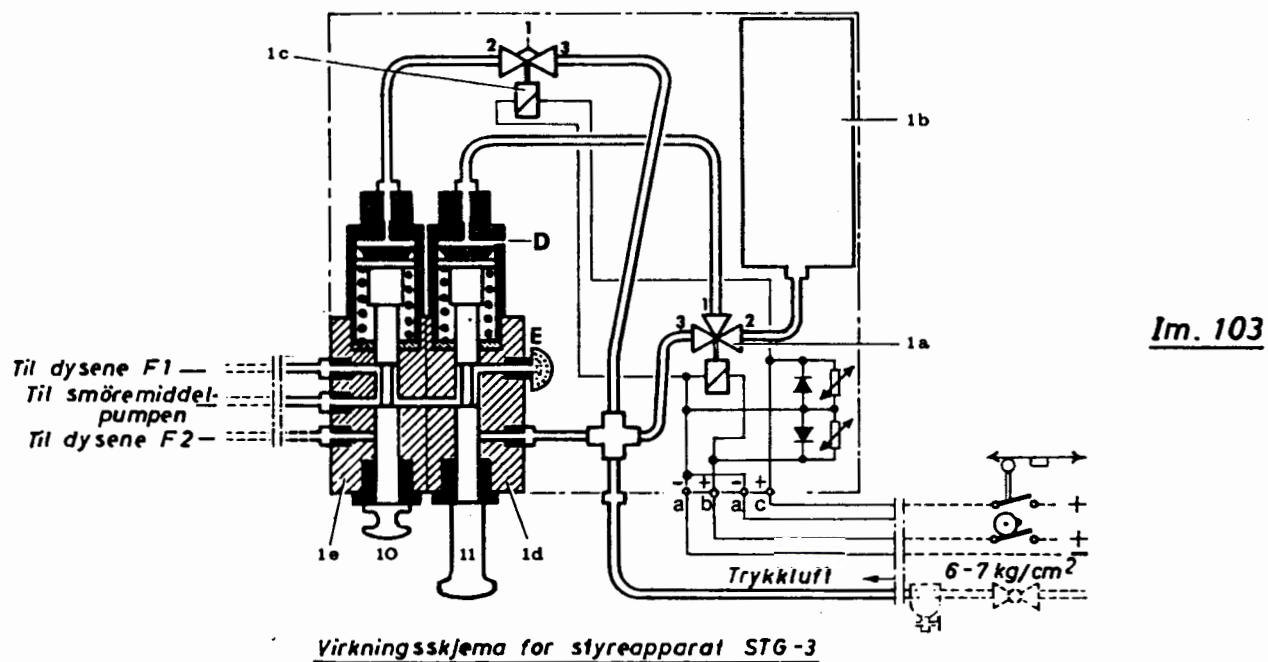 1
2 3
1c
1b
D
1
3 2
1a
E
Im. 103
Til dysene F1
Til smöremiddel-
pumpen
Til dysene F2
- + - +
a b a c
+
+
-
1e 10 11 1d
Trykkluft
6-7 kg/cm²
Virkningsskjema for styreapparat STG-3